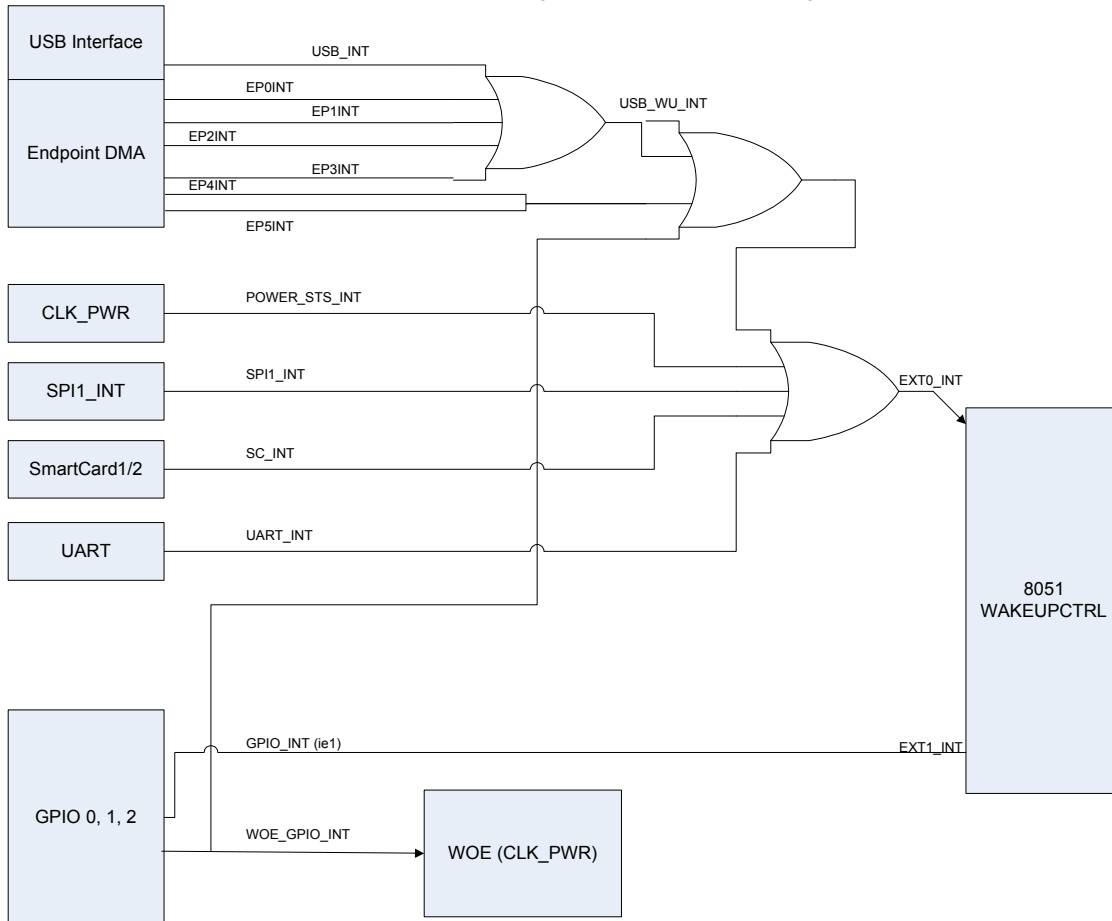 USB Interface
USB_INT
EP0INT
EP1INT
USB_WU_INT
EP2INT
Endpoint DMA
EP3INT
EP4INT
EP5INT
CLK_PWR
POWER_STS_INT
SPI1_INT
SPI1_INT
EXT0_INT
SmartCard1/2
SC_INT
UART
UART_INT
8051
WAKEUPCTRL
GPIO 0, 1, 2
GPIO_INT (ie1)
EXT1_INT
WOE_GPIO_INT
WOE (CLK_PWR)